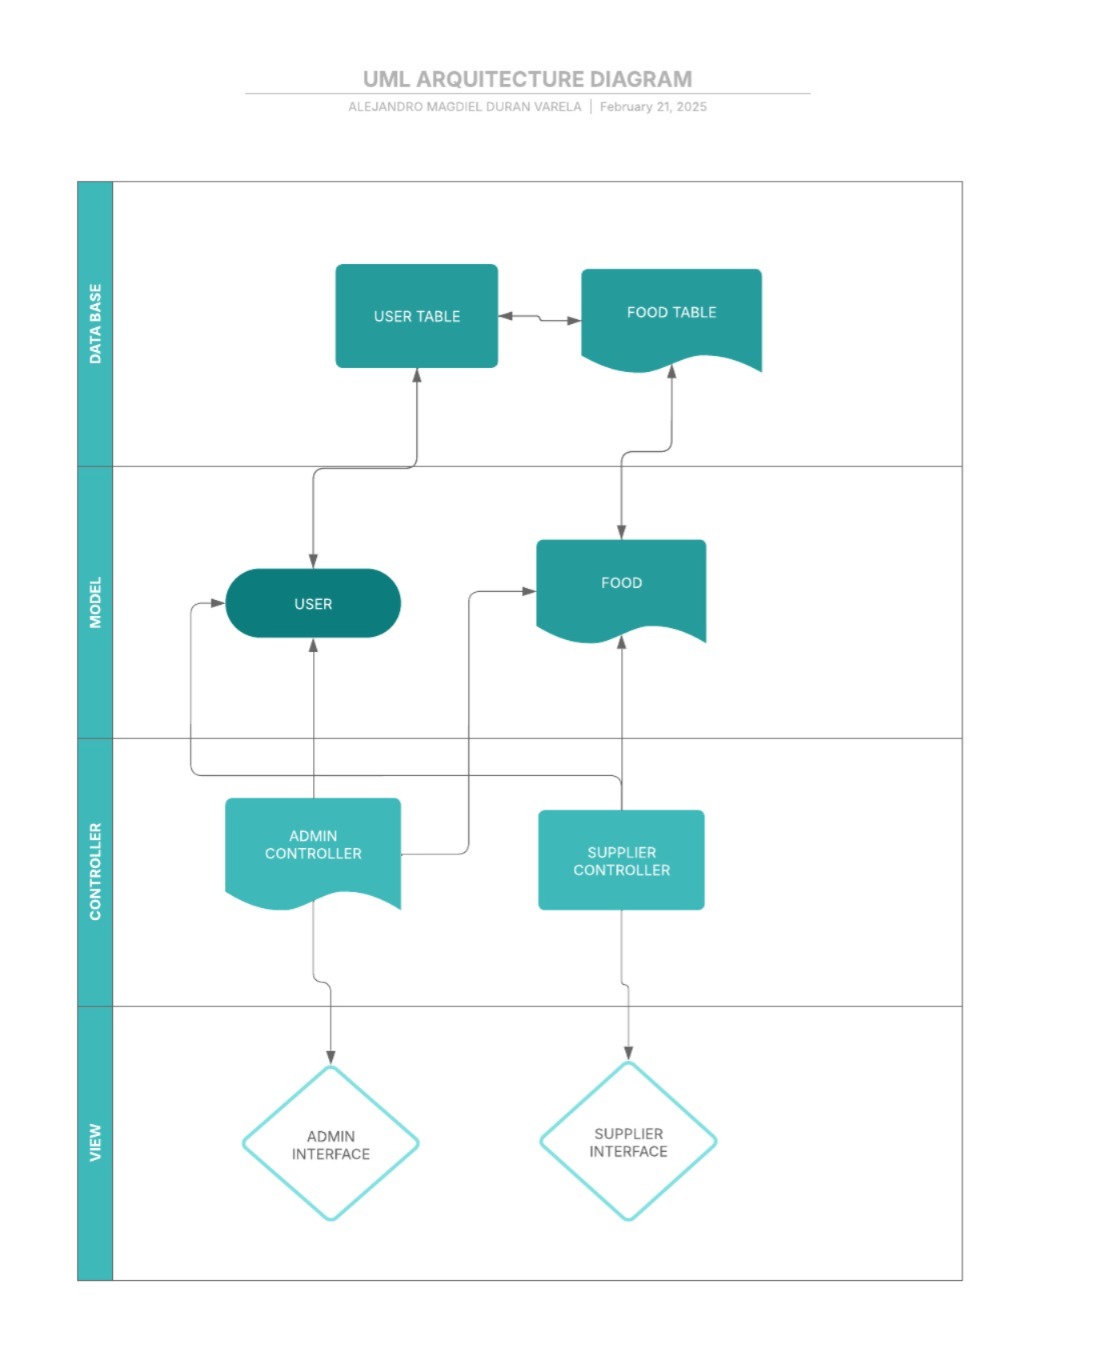 UML ARQUITECTURE DIAGRAM
ALEJANDRO MAGDIEL DURAN VARELA | February 21, 2025
DATA BASE
USER TABLE
FOOD TABLE
MODEL
USER
FOOD
CONTROLLER
ADMIN
CONTROLLER
SUPPLIER
CONTROLLER
VIEW
ADMIN
INTERFACE
SUPPLIER
INTERFACE